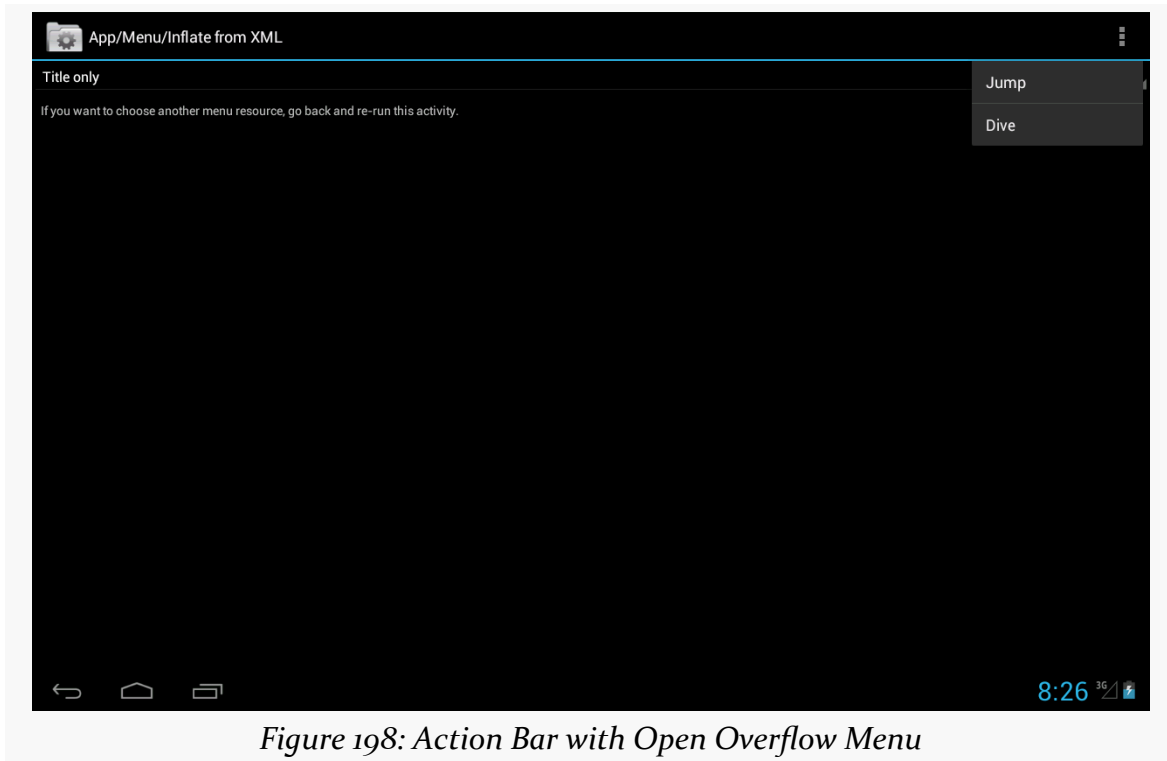 App/Menu/Inflate from XML
Title only
Jump
If you want to choose another menu resource, go back and re-run this activity.
Dive
8:26 3G
Figure 198: Action Bar with Open Overflow Menu